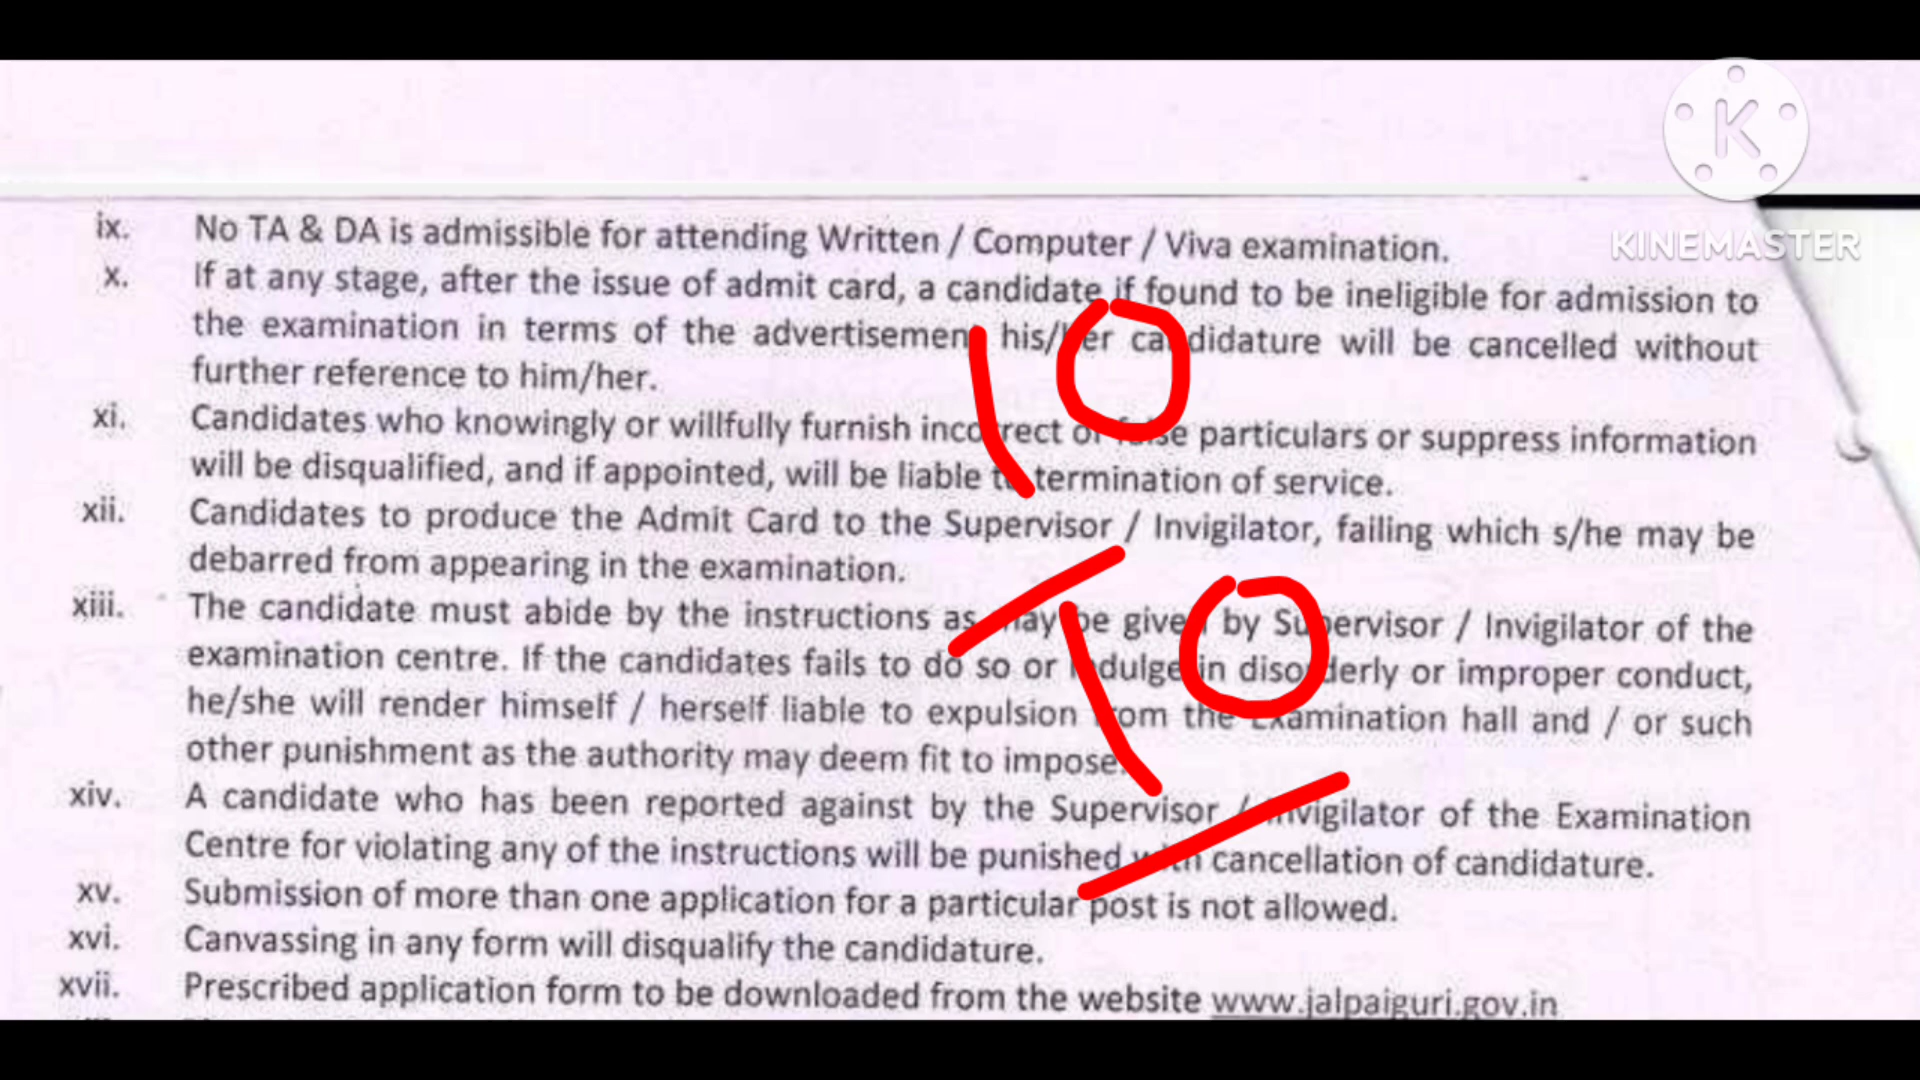 K
KINEMASTER
ix. No TA & DA is admissible for attending Written / Computer / Viva examination.
x. If at any stage, after the issue of admit card, a candidate if found to be ineligible for admission to
the examination in terms of the advertisement his/her candidature will be cancelled without
further reference to him/her.
xi. Candidates who knowingly or willfully furnish incorrect or false particulars or suppress information
will be disqualified, and if appointed, will be liable to termination of service.
xii. Candidates to produce the Admit Card to the Supervisor / Invigilator, failing which s/he may be
debarred from appearing in the examination.
xiii. The candidate must abide by the instructions as may be given by Supervisor / Invigilator of the
examination centre. If the candidates fails to do so or indulge in disorderly or improper conduct,
he/she will render himself / herself liable to expulsion from the Examination hall and / or such
other punishment as the authority may deem fit to impose.
xiv. A candidate who has been reported against by the Supervisor / Invigilator of the Examination
Centre for violating any of the instructions will be punished with cancellation of candidature.
xv. Submission of more than one application for a particular post is not allowed.
xvi. Canvassing in any form will disqualify the candidature.
xvii. Prescribed application form to be downloaded from the website www.jalpaiguri.gov.in
10
10